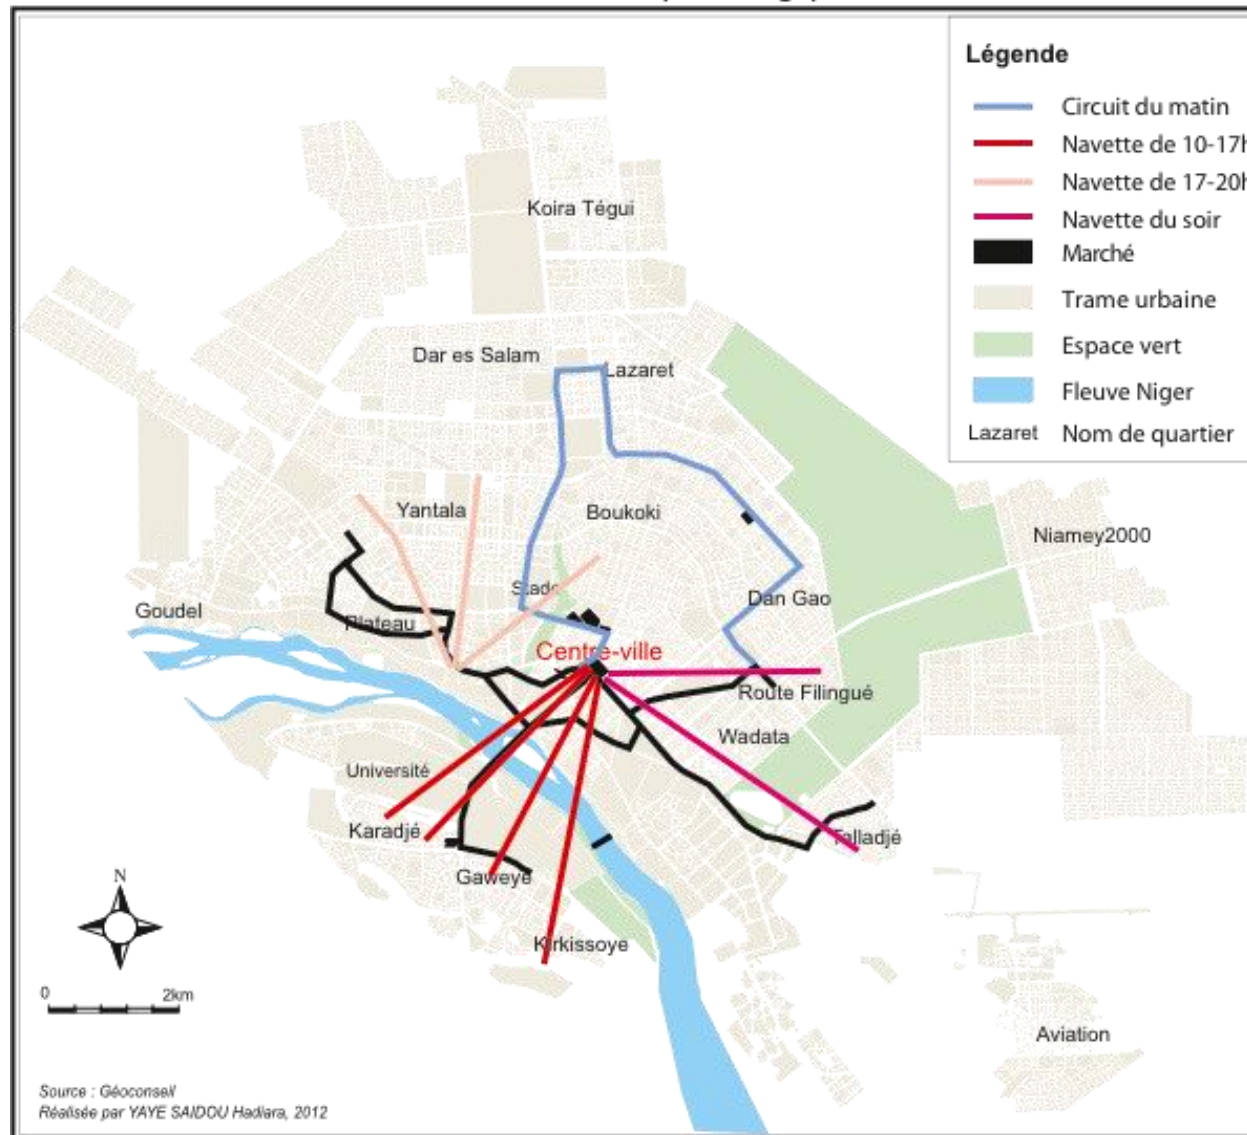 Légende
Circuit du matin
Navette de 10-17h
Navette de 17-20h
Navette du soir
Marché
Trame urbaine
Espace vert
Fleuve Niger
Lazaret Nom de quartier
Koira Tégui
Dar es Salam
Lazaret
Yantala
Boukoki
Niamey2000
Stade
Dan Gao
Goudel
Plateau
Centre-ville
Route Filingué
Wadata
Université
Karadjé
Talladjé
Gaweye
Kirkissoye
N
0 2km
Aviation
Source : Géoconseil
Réalisée par YAYE SAIDOU Hadiara, 2012